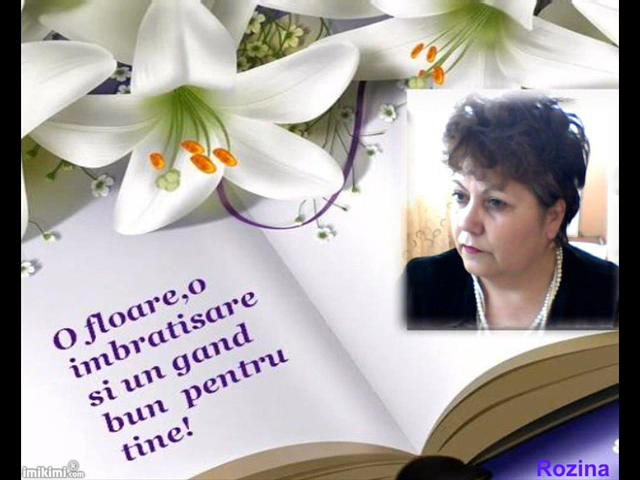 O floare,o
imbratisare
si un gand
bun pentru
tine!
imikimi.com
Rozina